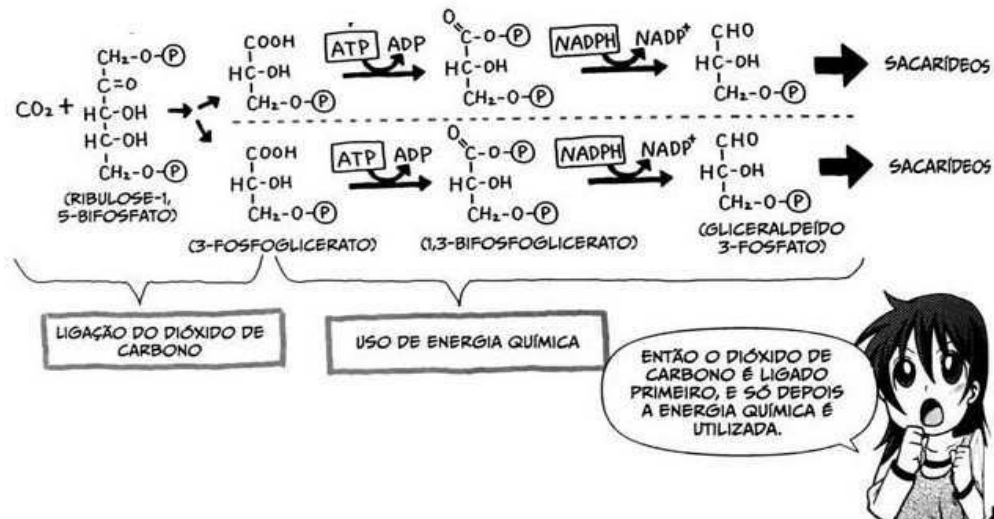 CH₂-O-Ⓟ
C=O
CO₂ + HC-OH
HC-OH
CH₂-O-Ⓟ
(RIBULOSE-1,
5-BIFOSFATO)
COOH
HC-OH
CH₂-O-Ⓟ
ATP ADP
O
C-O-Ⓟ
HC-OH
CH₂-O-Ⓟ
NADPH NADP⁺
CHO
HC-OH
CH₂-O-Ⓟ
SACARÍDEOS
COOH
HC-OH
CH₂-O-Ⓟ
(3-FOSFOGLICERATO)
ATP ADP
O
C-O-Ⓟ
HC-OH
CH₂-O-Ⓟ
(1,3-BIFOSFOGLICERATO)
NADPH NADP⁺
CHO
HC-OH
CH₂-O-Ⓟ
(GLICERALDEÍDO
3-FOSFATO)
SACARÍDEOS
LIGAÇÃO DO DIÓXIDO DE
CARBONO
USO DE ENERGIA QUÍMICA
ENTÃO O DIÓXIDO DE
CARBONO É LIGADO
PRIMEIRO, E SÓ DEPOIS
A ENERGIA QUÍMICA É
UTILIZADA.